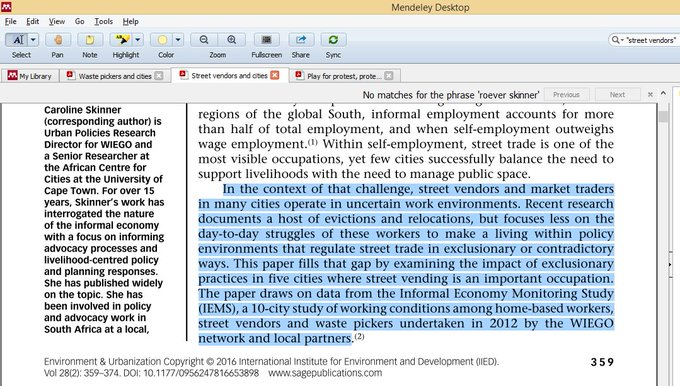 Mendeley Desktop
File Edit View Go Tools Help
Select Pan Note Highlight Color Zoom Fullscreen Share Sync
"street vendors"
My Library Waste pickers and cities Street vendors and cities Play for protest, prote...
No matches for the phrase 'roever skinner' Previous Next
Caroline Skinner
(corresponding author) is
Urban Policies Research
Director for WIEGO and
a Senior Researcher at
the African Centre for
Cities at the University of
Cape Town. For over 15
years, Skinner's work has
interrogated the nature
of the informal economy
with a focus on informing
advocacy processes and
livelihood-centred policy
and planning responses.
She has published widely
on the topic. She has
been involved in policy
and advocacy work in
South Africa at a local,
regions of the global South, informal employment accounts for more
than half of total employment, and when self-employment outweighs
wage employment.(1) Within self-employment, street trade is one of the
most visible occupations, yet few cities successfully balance the need to
support livelihoods with the need to manage public space.
In the context of that challenge, street vendors and market traders
in many cities operate in uncertain work environments. Recent research
documents a host of evictions and relocations, but focuses less on the
day-to-day struggles of these workers to make a living within policy
environments that regulate street trade in exclusionary or contradictory
ways. This paper fills that gap by examining the impact of exclusionary
practices in five cities where street vending is an important occupation.
The paper draws on data from the Informal Economy Monitoring Study
(IEMS), a 10-city study of working conditions among home-based workers,
street vendors and waste pickers undertaken in 2012 by the WIEGO
network and local partners.(2)
Environment & Urbanization Copyright © 2016 International Institute for Environment and Development (IIED). 359
Vol 28(2): 359–374. DOI: 10.1177/0956247816653898 www.sagepublications.com